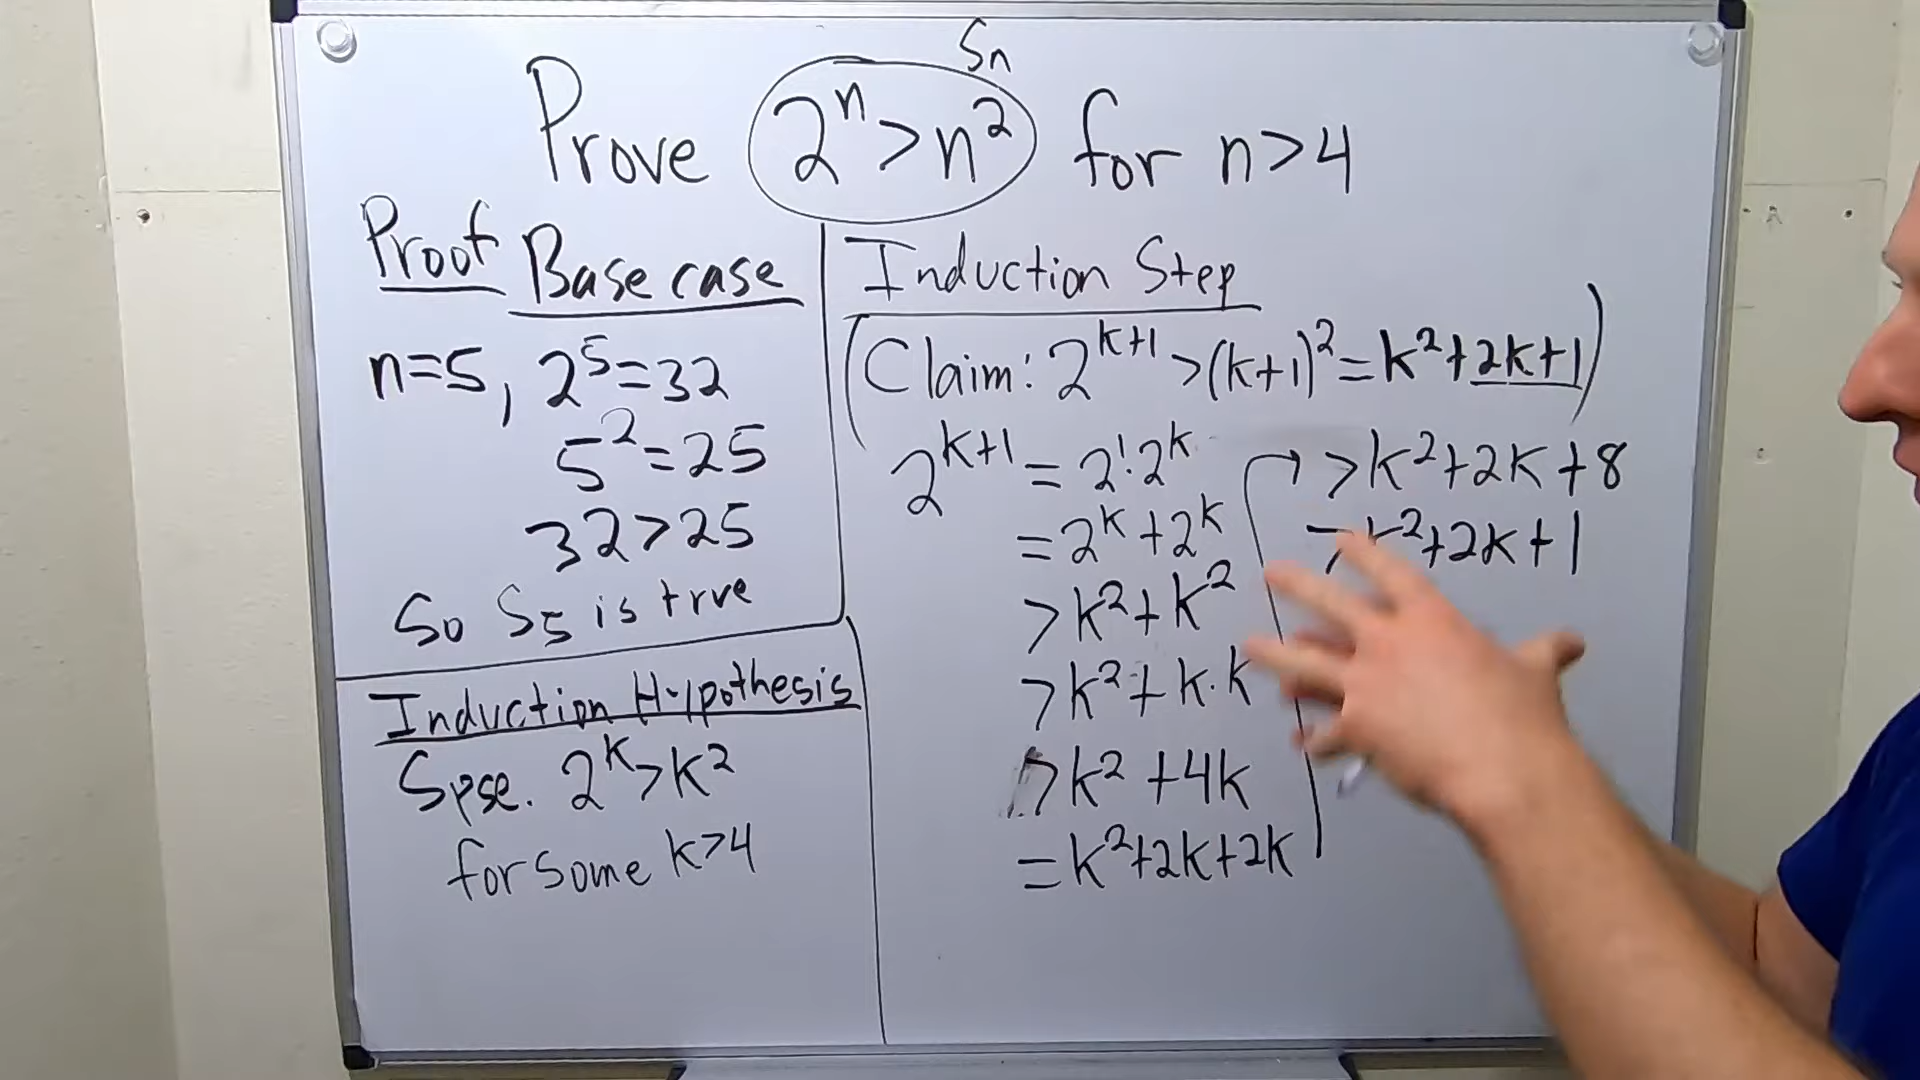 Sn
Prove 2^n > n^2 for n>4
Proof Base case
n=5, 2^5=32
5^2=25
32>25
So S5 is true
Induction Hypothesis
Spse. 2^k>k^2
for some k>4
Induction Step
(Claim: 2^{k+1} >(k+1)^2=k^2+2k+1)
2^{k+1} = 2^1·2^k
=2^k+2^k
>k^2+k^2
>k^2+k·k
>k^2+4k
=k^2+2k+2k
>k^2+2k+8
>k^2+2k+1